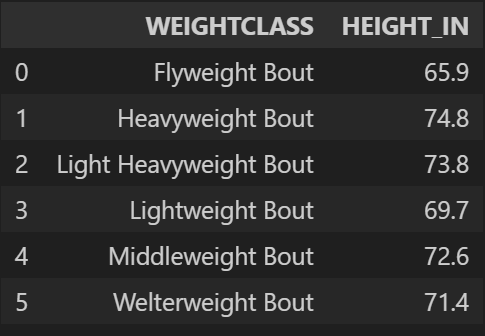 WEIGHTCLASS HEIGHT_IN
0 Flyweight Bout 65.9
1 Heavyweight Bout 74.8
2 Light Heavyweight Bout 73.8
3 Lightweight Bout 69.7
4 Middleweight Bout 72.6
5 Welterweight Bout 71.4